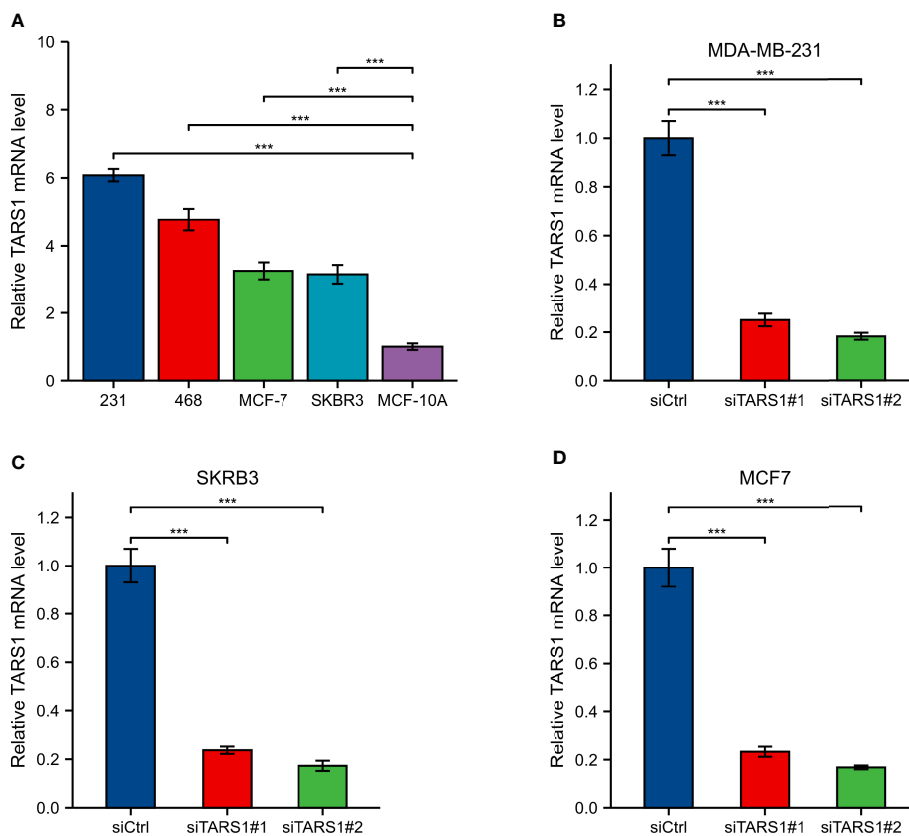 A
Relative TARS1 mRNA level
10
8
6
4
2
0
***
***
***
***
231 468 MCF-7 SKBR3 MCF-10A
B
MDA-MB-231
Relative TARS1 mRNA level
1.2
1.0
0.8
0.6
0.4
0.2
0.0
***
***
siCtrl siTARS1#1 siTARS1#2
C
SKRB3
Relative TARS1 mRNA level
1.2
1.0
0.8
0.6
0.4
0.2
0.0
***
***
siCtrl siTARS1#1 siTARS1#2
D
MCF7
Relative TARS1 mRNA level
1.2
1.0
0.8
0.6
0.4
0.2
0.0
***
***
siCtrl siTARS1#1 siTARS1#2